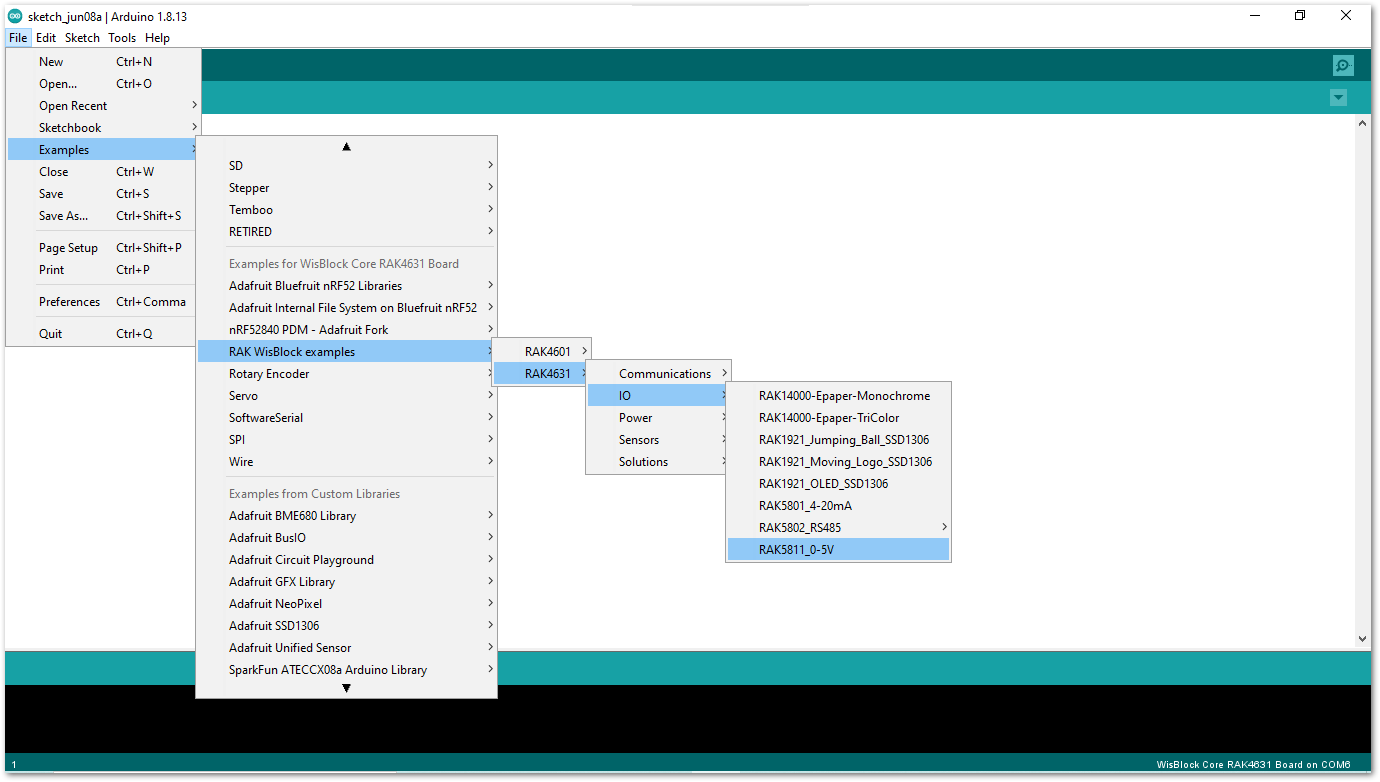 sketch_jun08a | Arduino 1.8.13
File Edit Sketch Tools Help
New Ctrl+N
Open... Ctrl+O
Open Recent
Sketchbook
Examples
Close Ctrl+W
Save Ctrl+S
Save As... Ctrl+Shift+S
Page Setup Ctrl+Shift+P
Print Ctrl+P
Preferences Ctrl+Comma
Quit Ctrl+Q
SD
Stepper
Temboo
RETIRED
Examples for WisBlock Core RAK4631 Board
Adafruit Bluefruit nRF52 Libraries
Adafruit Internal File System on Bluefruit nRF52
nRF52840 PDM - Adafruit Fork
RAK WisBlock examples
Rotary Encoder
Servo
SoftwareSerial
SPI
Wire
Examples from Custom Libraries
Adafruit BME680 Library
Adafruit BusIO
Adafruit Circuit Playground
Adafruit GFX Library
Adafruit NeoPixel
Adafruit SSD1306
Adafruit Unified Sensor
SparkFun ATECCX08a Arduino Library
RAK4601
RAK4631
Communications
IO
Power
Sensors
Solutions
RAK14000-Epaper-Monochrome
RAK14000-Epaper-TriColor
RAK1921_Jumping_Ball_SSD1306
RAK1921_Moving_Logo_SSD1306
RAK1921_OLED_SSD1306
RAK5801_4-20mA
RAK5802_RS485
RAK5811_0-5V
1 WisBlock Core RAK4631 Board on COM6